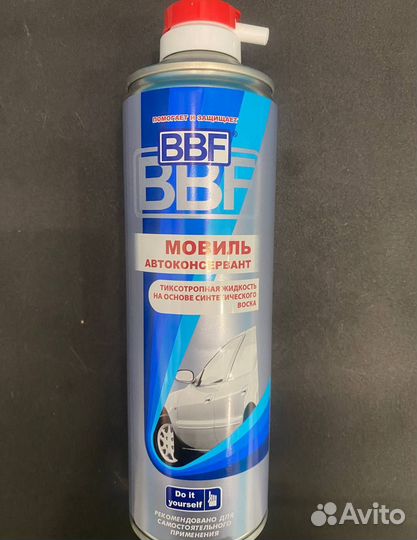 ПОМОГАЕТ И ЗАЩИЩАЕТ
BBF
BBF
МОВИЛЬ
АВТОКОНСЕРВАНТ
ТИКСОТРОПНАЯ ЖИДКОСТЬ
НА ОСНОВЕ СИНТЕТИЧЕСКОГО
ВОСКА
Do it
yourself
РЕКОМЕНДОВАНО ДЛЯ
САМОСТОЯТЕЛЬНОГО
ПРИМЕНЕНИЯ
Avito